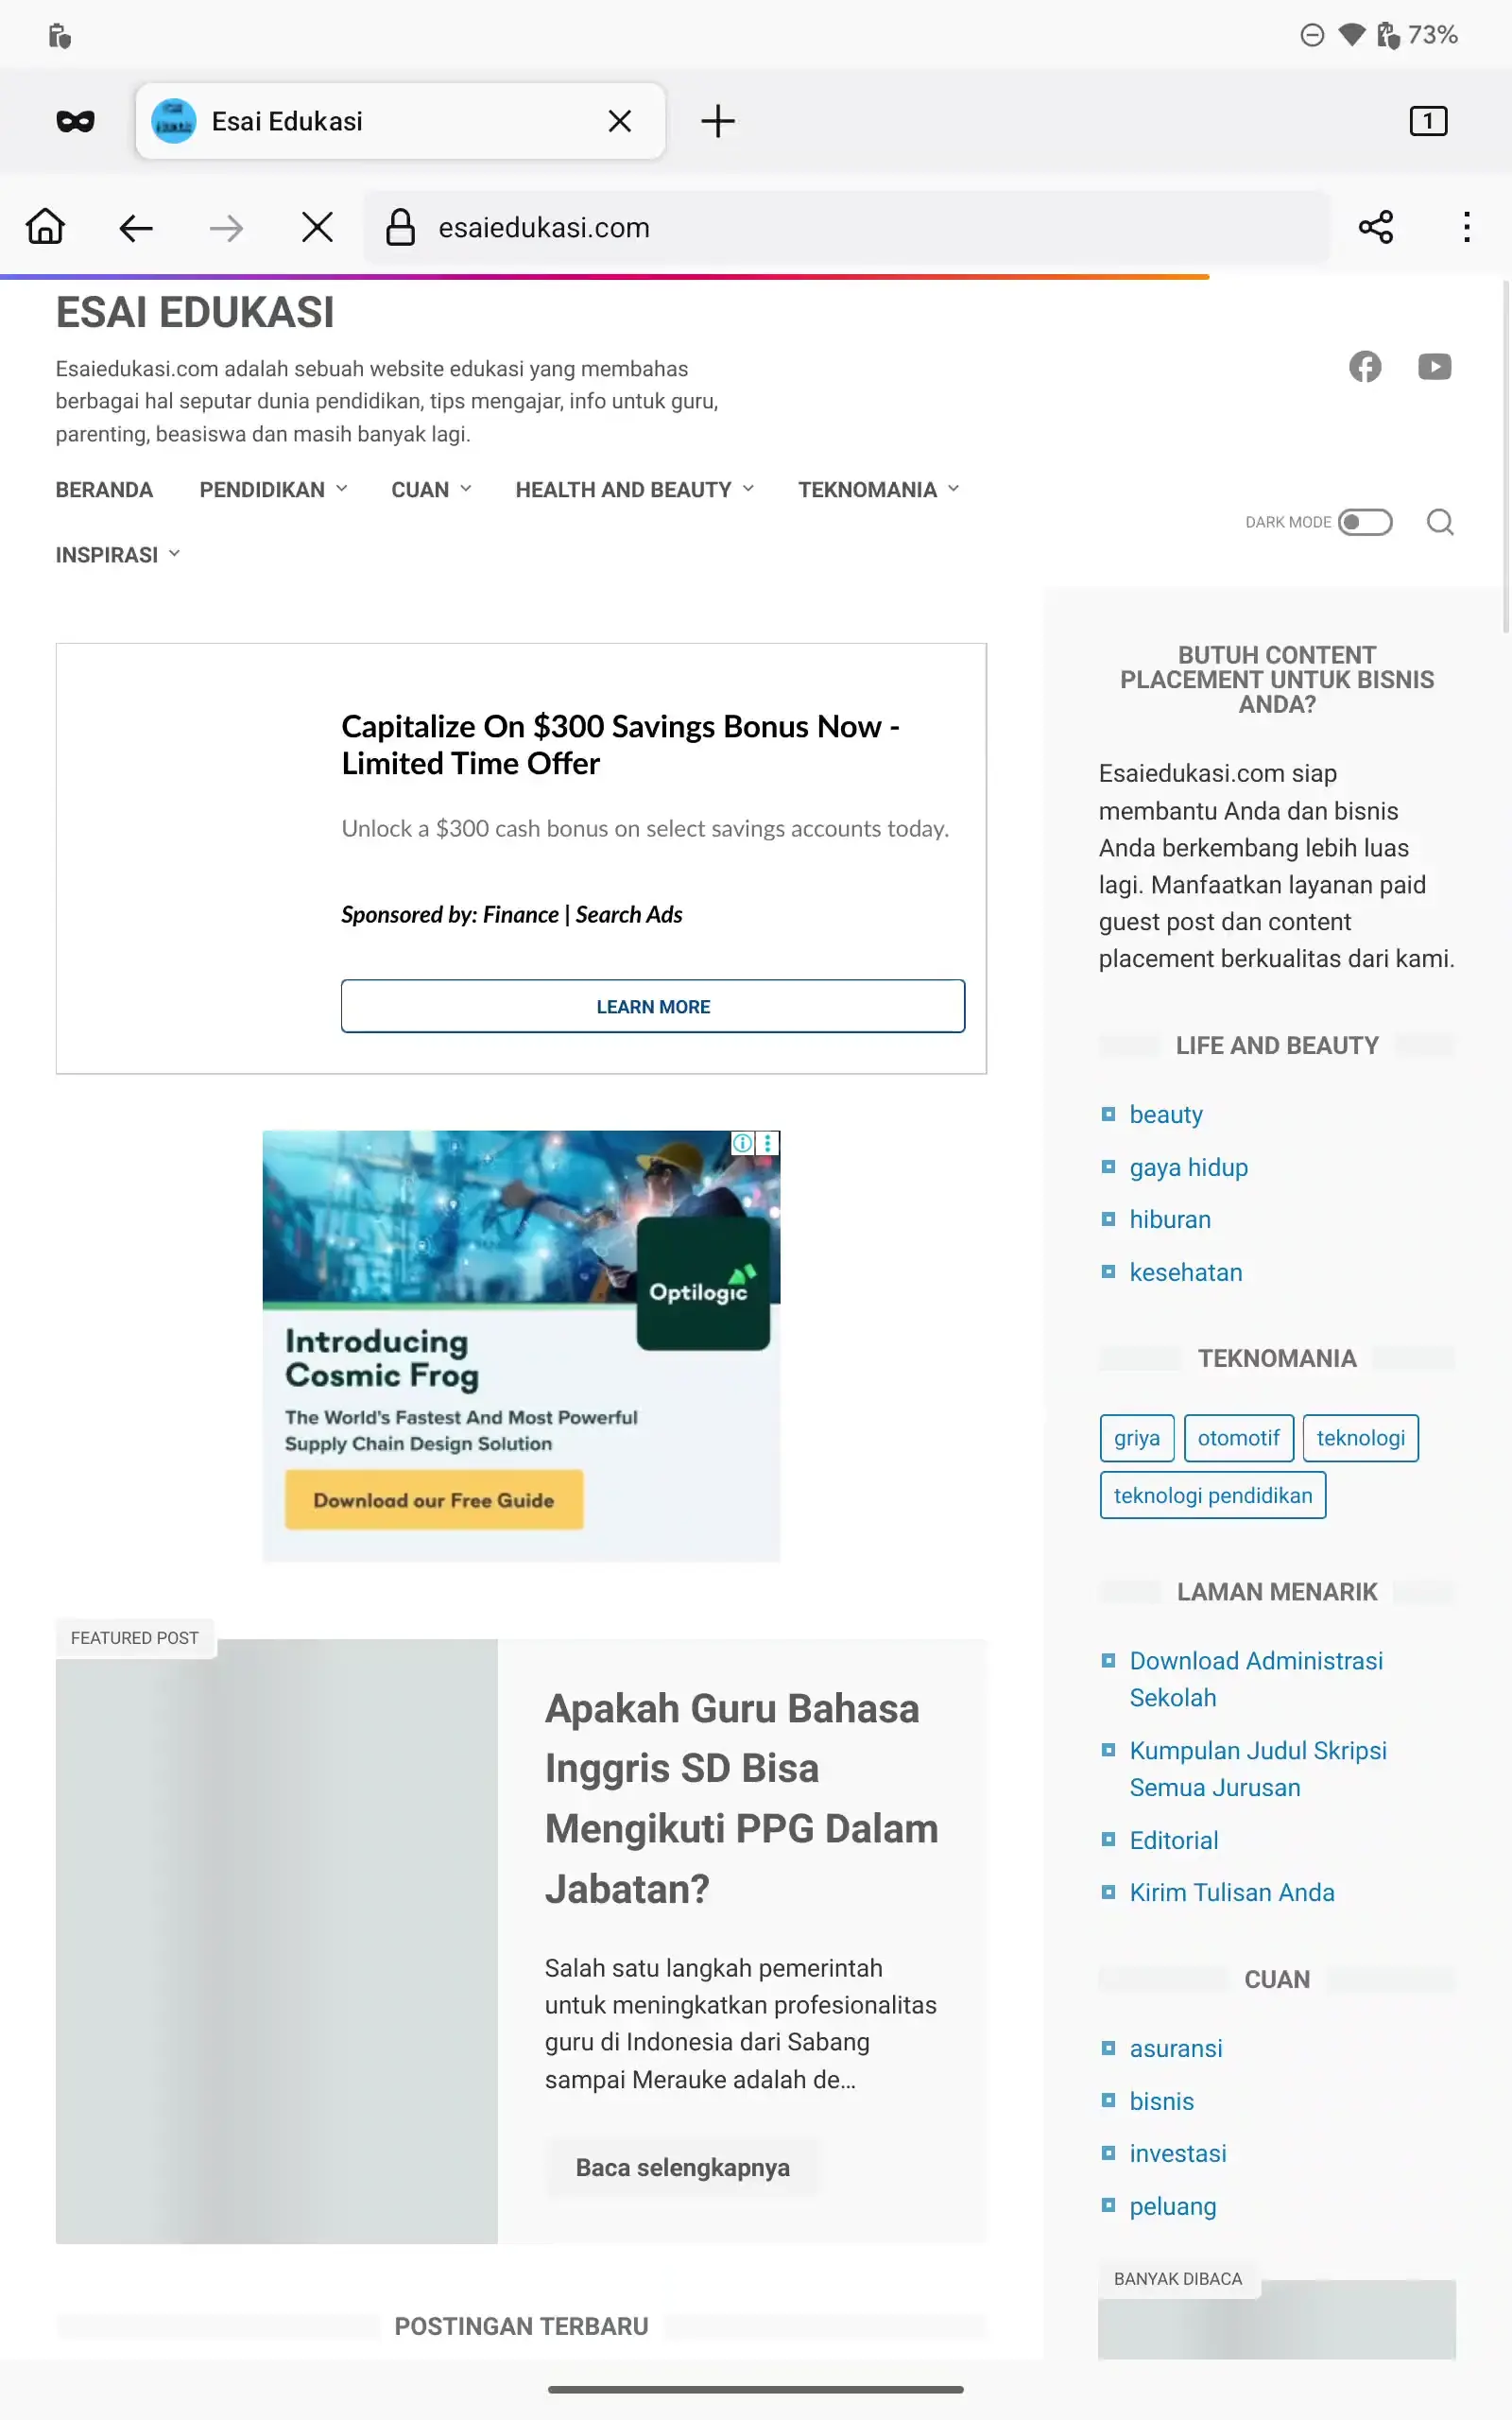 73%
Esai Edukasi
1
esaiedukasi.com
ESAI EDUKASI
Esaiedukasi.com adalah sebuah website edukasi yang membahas
berbagai hal seputar dunia pendidikan, tips mengajar, info untuk guru,
parenting, beasiswa dan masih banyak lagi.
BERANDA PENDIDIKAN CUAN HEALTH AND BEAUTY TEKNOMANIA
INSPIRASI
DARK MODE
Capitalize On $300 Savings Bonus Now -
Limited Time Offer
Unlock a $300 cash bonus on select savings accounts today.
Sponsored by: Finance | Search Ads
LEARN MORE
Optilogic
Introducing
Cosmic Frog
The World's Fastest And Most Powerful
Supply Chain Design Solution
Download our Free Guide
FEATURED POST
Apakah Guru Bahasa
Inggris SD Bisa
Mengikuti PPG Dalam
Jabatan?
Salah satu langkah pemerintah
untuk meningkatkan profesionalitas
guru di Indonesia dari Sabang
sampai Merauke adalah de...
Baca selengkapnya
POSTINGAN TERBARU
BUTUH CONTENT
PLACEMENT UNTUK BISNIS
ANDA?
Esaiedukasi.com siap
membantu Anda dan bisnis
Anda berkembang lebih luas
lagi. Manfaatkan layanan paid
guest post dan content
placement berkualitas dari kami.
LIFE AND BEAUTY
beauty
gaya hidup
hiburan
kesehatan
TEKNOMANIA
griya otomotif teknologi
teknologi pendidikan
LAMAN MENARIK
Download Administrasi
Sekolah
Kumpulan Judul Skripsi
Semua Jurusan
Editorial
Kirim Tulisan Anda
CUAN
asuransi
bisnis
investasi
peluang
BANYAK DIBACA